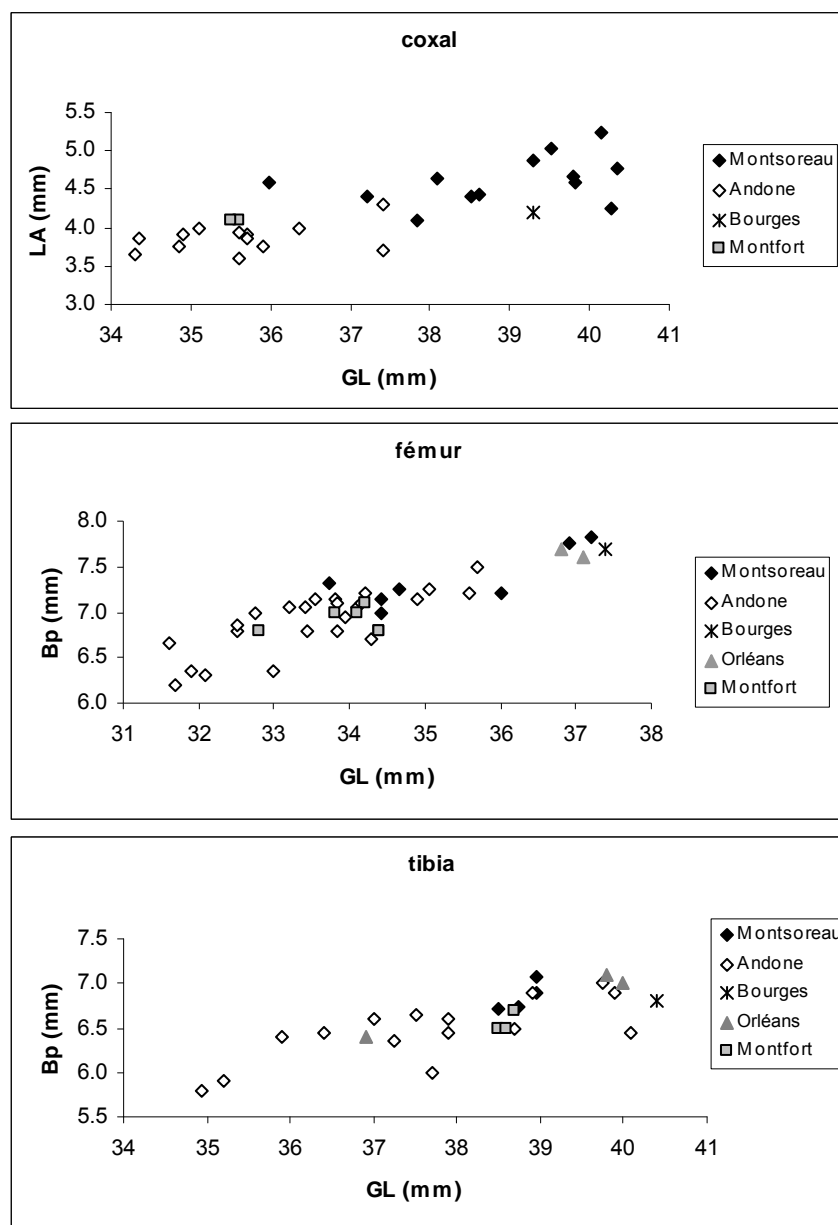 coxal
5.5
5.0
4.5
4.0
3.5
3.0
LA (mm)
34 35 36 37 38 39 40 41
GL (mm)
Montsoreau
Andone
Bourges
Montfort
fémur
8.0
7.5
7.0
6.5
6.0
Bp (mm)
31 32 33 34 35 36 37 38
GL (mm)
Montsoreau
Andone
Bourges
Orléans
Montfort
tibia
7.5
7.0
6.5
6.0
5.5
Bp (mm)
34 35 36 37 38 39 40 41
GL (mm)
Montsoreau
Andone
Bourges
Orléans
Montfort